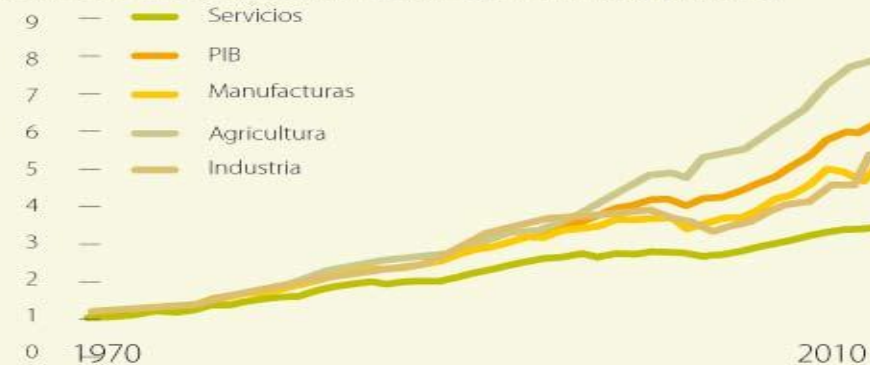 9
Servicios
8
PIB
7
Manufacturas
6
Agricultura
5
Industria
4
3
2
1
0
1970
2010